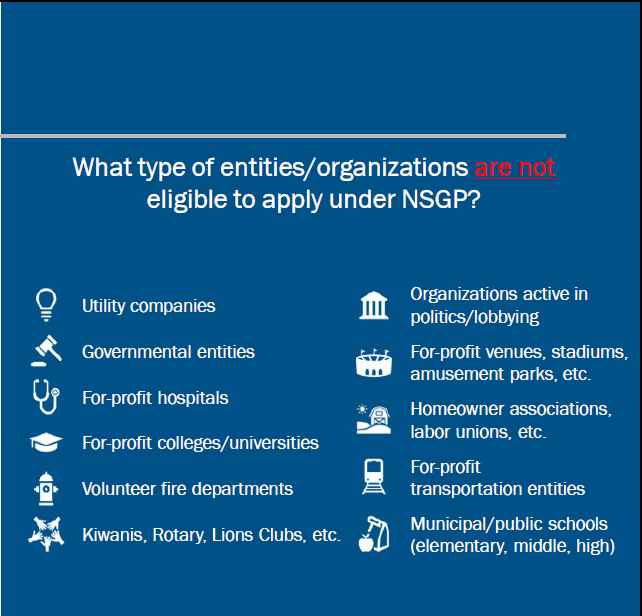 What type of entities/organizations are not
eligible to apply under NSGP?
Utility companies
Governmental entities
For-profit hospitals
For-profit colleges/universities
Volunteer fire departments
Kiwanis, Rotary, Lions Clubs, etc.
Organizations active in
politics/lobbying
For-profit venues, stadiums,
amusement parks, etc.
Homeowner associations,
labor unions, etc.
For-profit
transportation entities
Municipal/public schools
(elementary, middle, high)